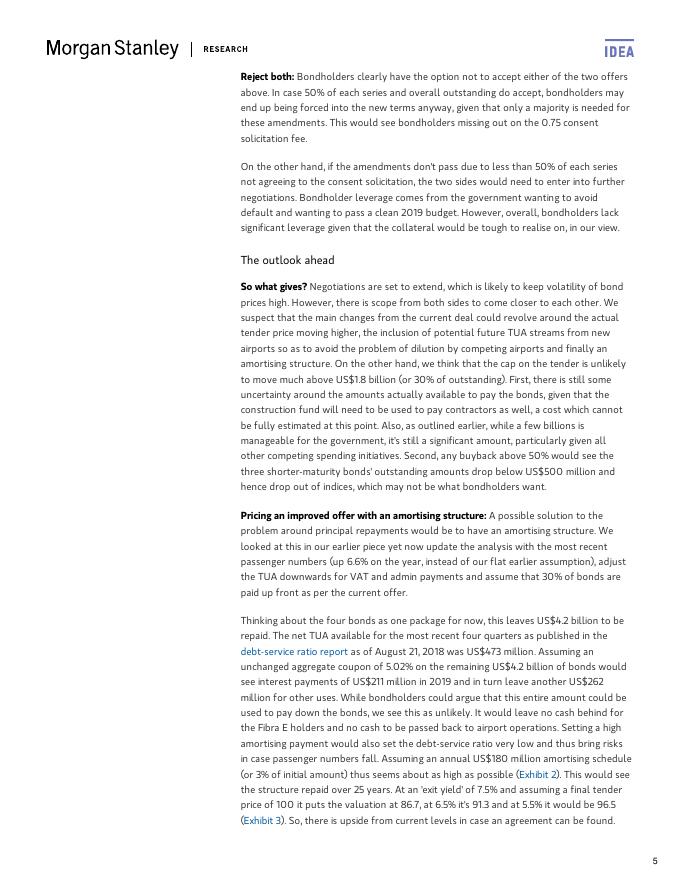 Morgan Stanley | RESEARCH
IDEA
Reject both: Bondholders clearly have the option not to accept either of the two offers
above. In case 50% of each series and overall outstanding do accept, bondholders may
end up being forced into the new terms anyway, given that only a majority is needed for
these amendments. This would see bondholders missing out on the 0.75 consent
solicitation fee.
On the other hand, if the amendments don't pass due to less than 50% of each series
not agreeing to the consent solicitation, the two sides would need to enter into further
negotiations. Bondholder leverage comes from the government wanting to avoid
default and wanting to pass a clean 2019 budget. However, overall, bondholders lack
significant leverage given that the collateral would be tough to realise on, in our view.
The outlook ahead
So what gives? Negotiations are set to extend, which is likely to keep volatility of bond
prices high. However, there is scope from both sides to come closer to each other. We
suspect that the main changes from the current deal could revolve around the actual
tender price moving higher, the inclusion of potential future TUA streams from new
airports so as to avoid the problem of dilution by competing airports and finally an
amortising structure. On the other hand, we think that the cap on the tender is unlikely
to move much above US$1.8 billion (or 30% of outstanding). First, there is still some
uncertainty around the amounts actually available to pay the bonds, given that the
construction fund will need to be used to pay contractors as well, a cost which cannot
be fully estimated at this point. Also, as outlined earlier, while a few billions is
manageable for the government, it's still a significant amount, particularly given all
other competing spending initiatives. Second, any buyback above 50% would see the
three shorter-maturity bonds' outstanding amounts drop below US$500 million and
hence drop out of indices, which may not be what bondholders want.
Pricing an improved offer with an amortising structure: A possible solution to the
problem around principal repayments would be to have an amortising structure. We
looked at this in our earlier piece yet now update the analysis with the most recent
passenger numbers (up 6.6% on the year, instead of our flat earlier assumption), adjust
the TUA downwards for VAT and admin payments and assume that 30% of bonds are
paid up front as per the current offer.
Thinking about the four bonds as one package for now, this leaves US$4.2 billion to be
repaid. The net TUA available for the most recent four quarters as published in the
debt-service ratio report as of August 21, 2018 was US$473 million. Assuming an
unchanged aggregate coupon of 5.02% on the remaining US$4.2 billion of bonds would
see interest payments of US$211 million in 2019 and in turn leave another US$262
million for other uses. While bondholders could argue that this entire amount could be
used to pay down the bonds, we see this as unlikely. It would leave no cash behind for
the Fibra E holders and no cash to be passed back to airport operations. Setting a high
amortising payment would also set the debt-service ratio very low and thus bring risks
in case passenger numbers fall. Assuming an annual US$180 million amortising schedule
(or 3% of initial amount) thus seems about as high as possible (Exhibit 2). This would see
the structure repaid over 25 years. At an 'exit yield' of 7.5% and assuming a final tender
price of 100 it puts the valuation at 86.7, at 6.5% it's 91.3 and at 5.5% it would be 96.5
(Exhibit 3). So, there is upside from current levels in case an agreement can be found.
5